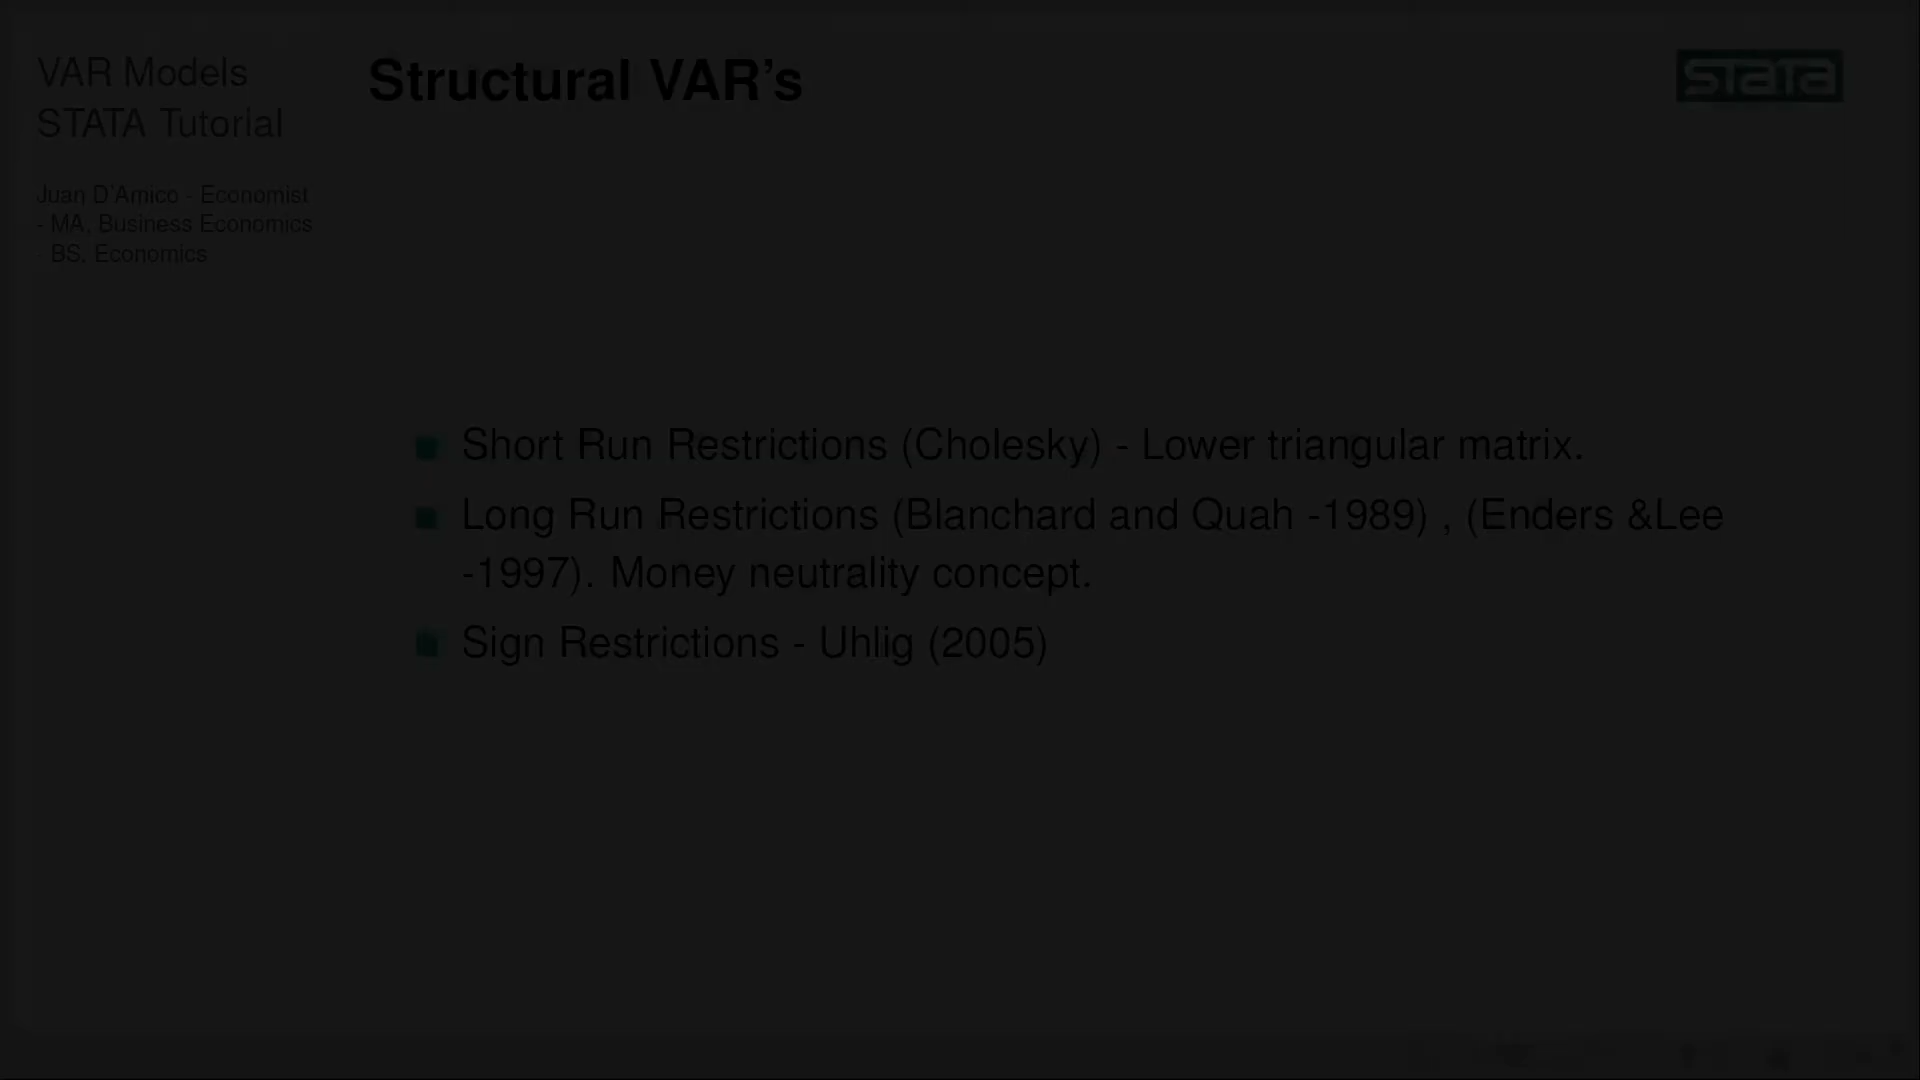 VAR Models
STATA Tutorial
Juan D'Amico - Economist
- MA, Business Economics
- BS, Economics
Structural VAR's
STATA
Short Run Restrictions (Cholesky) - Lower triangular matrix.
Long Run Restrictions (Blanchard and Quah -1989) , (Enders &Lee
-1997). Money neutrality concept.
Sign Restrictions - Uhlig (2005)